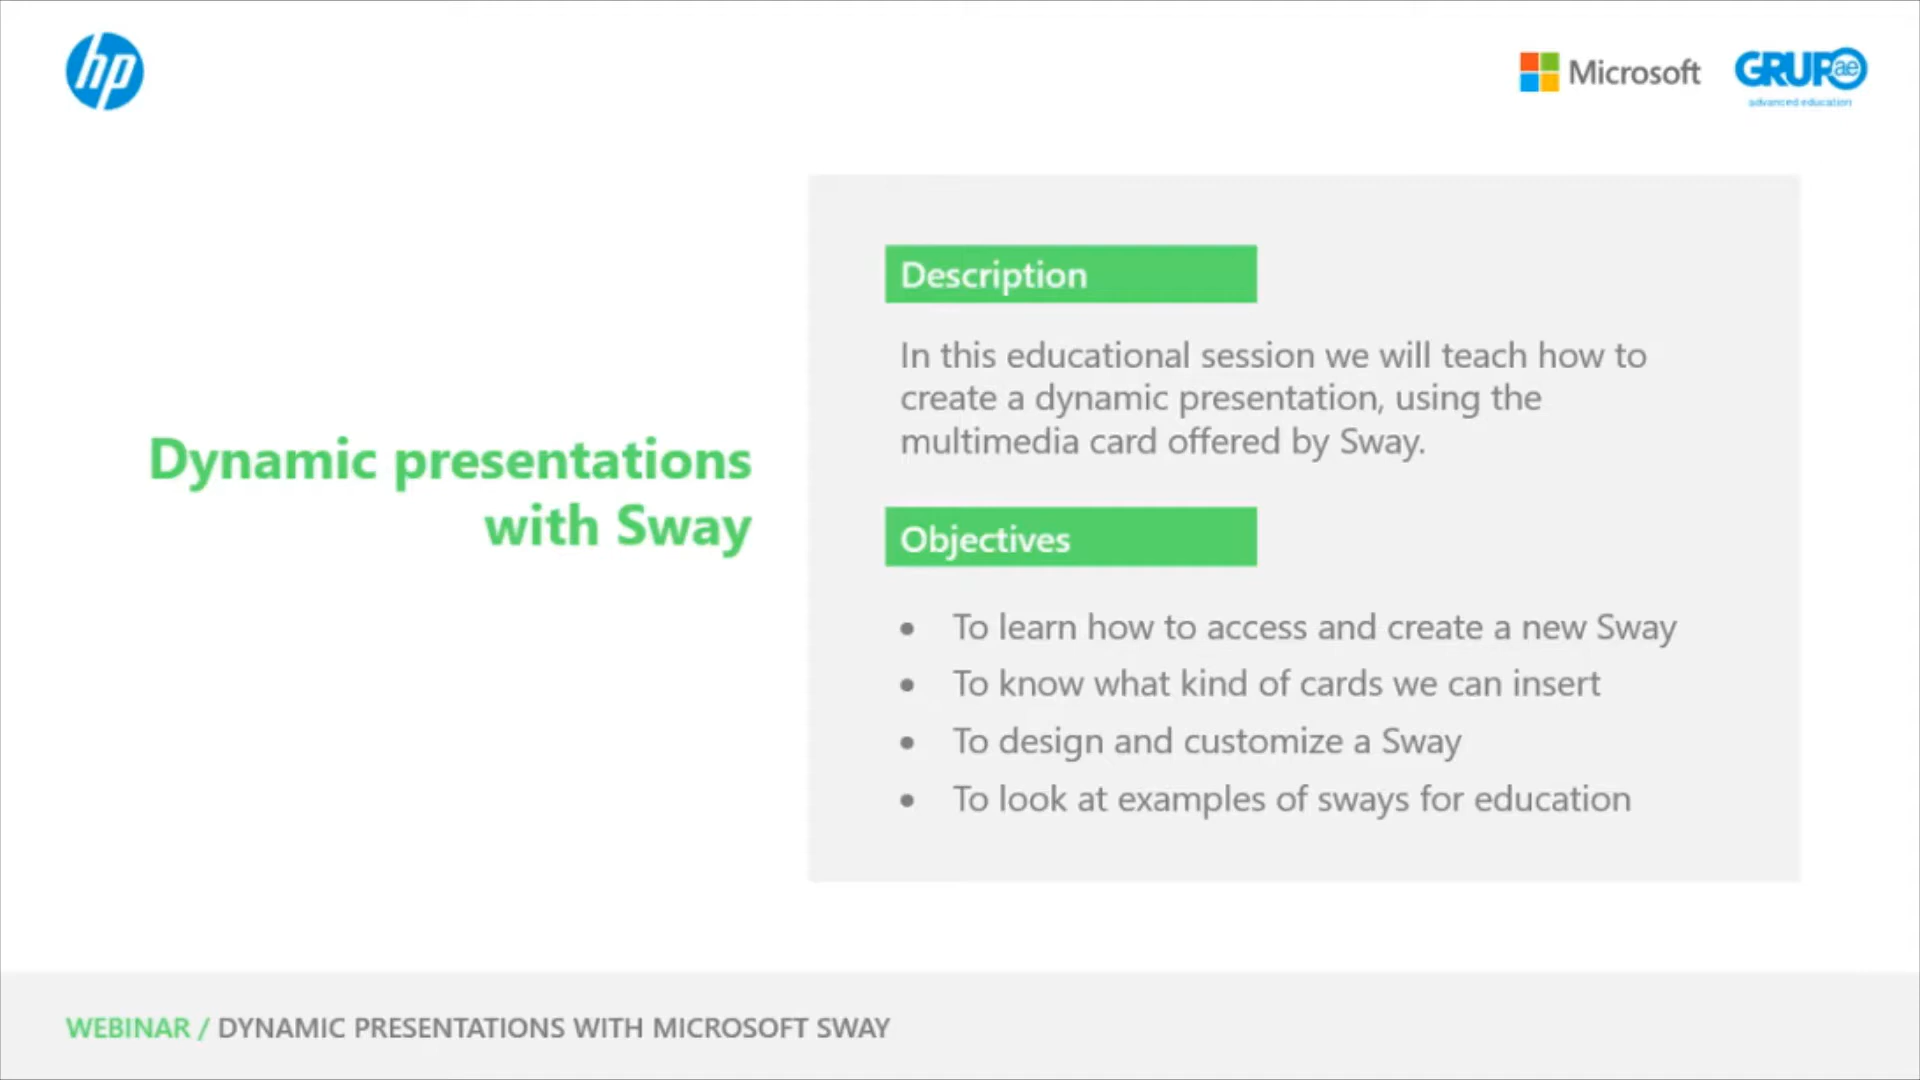 hp
Microsoft
GRUPO ae
advanced education
Dynamic presentations
with Sway
Description
In this educational session we will teach how to
create a dynamic presentation, using the
multimedia card offered by Sway.
Objectives
• To learn how to access and create a new Sway
• To know what kind of cards we can insert
• To design and customize a Sway
• To look at examples of sways for education
WEBINAR / DYNAMIC PRESENTATIONS WITH MICROSOFT SWAY